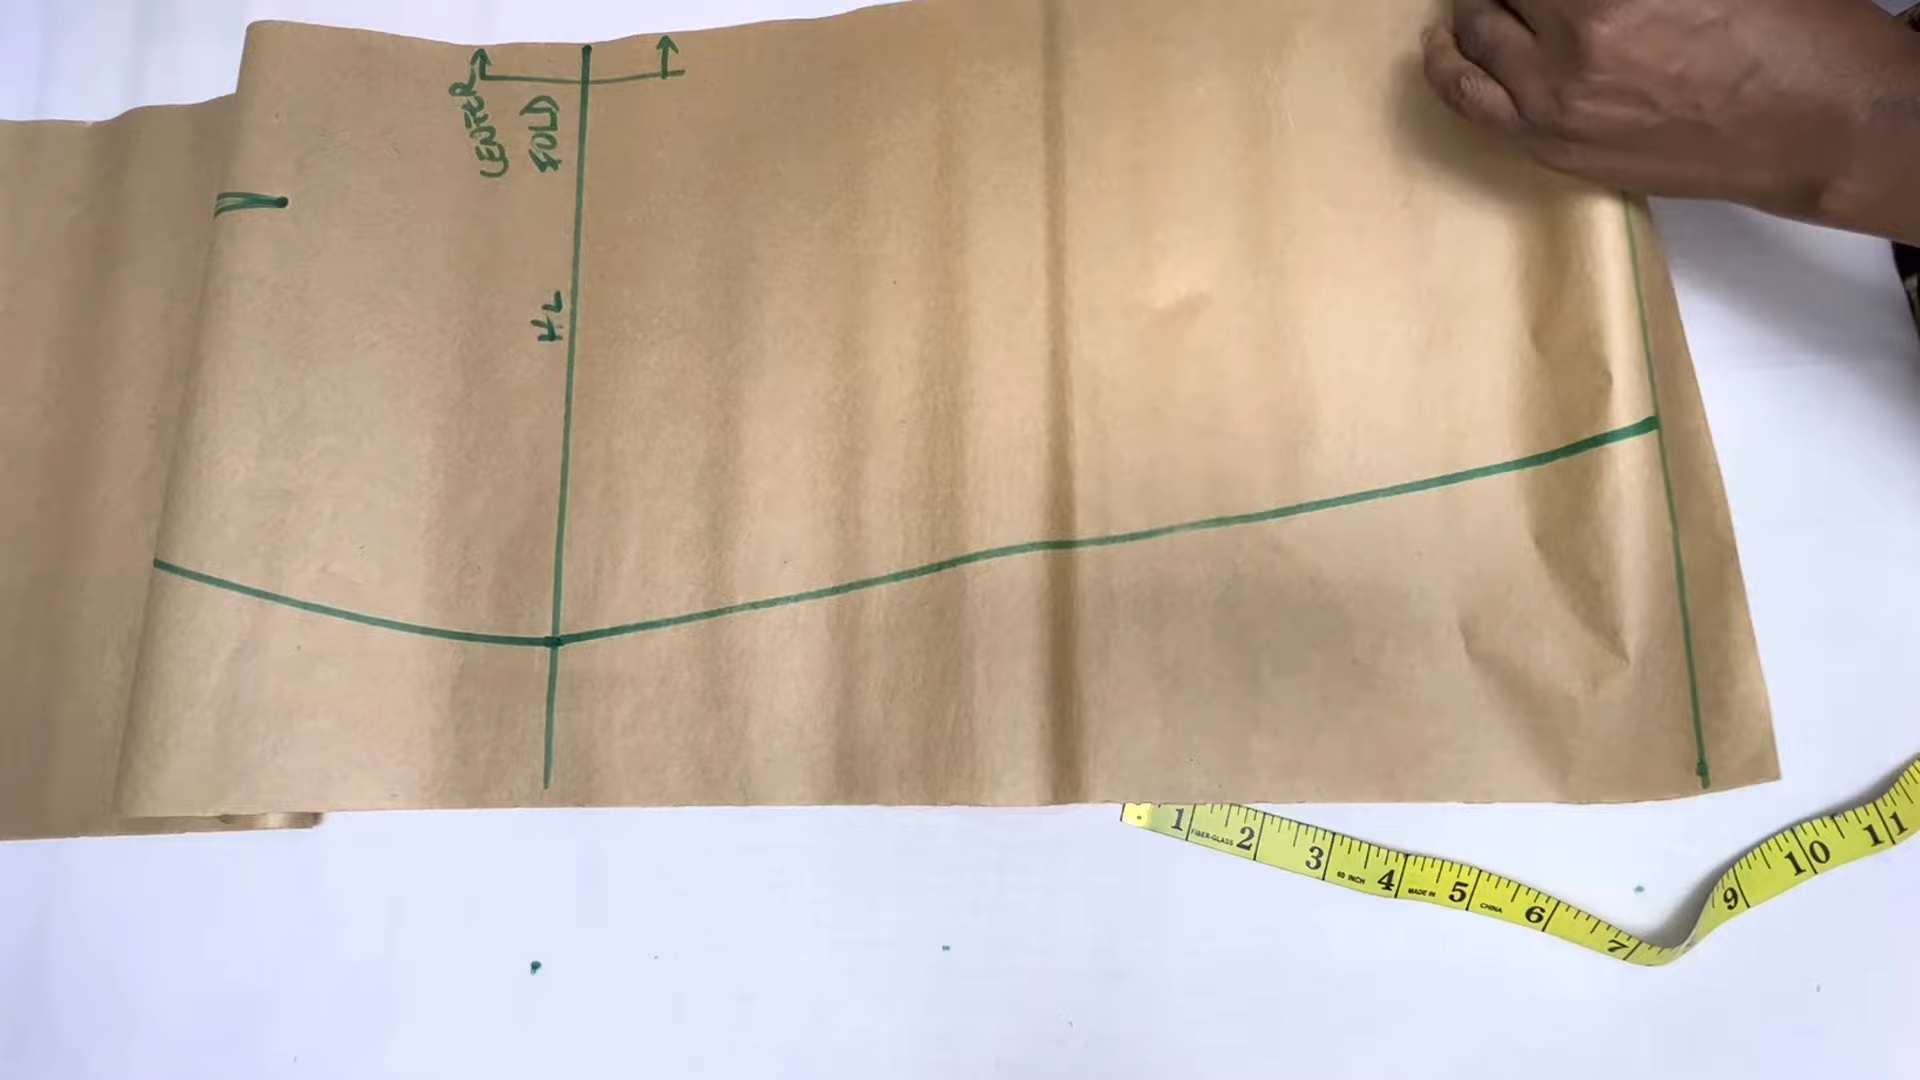 CENTER
FOLD
HL
1 FIBER-GLASS 2 3 60 INCH 4 MADE IN 5 CHINA 6 7
9 10 11